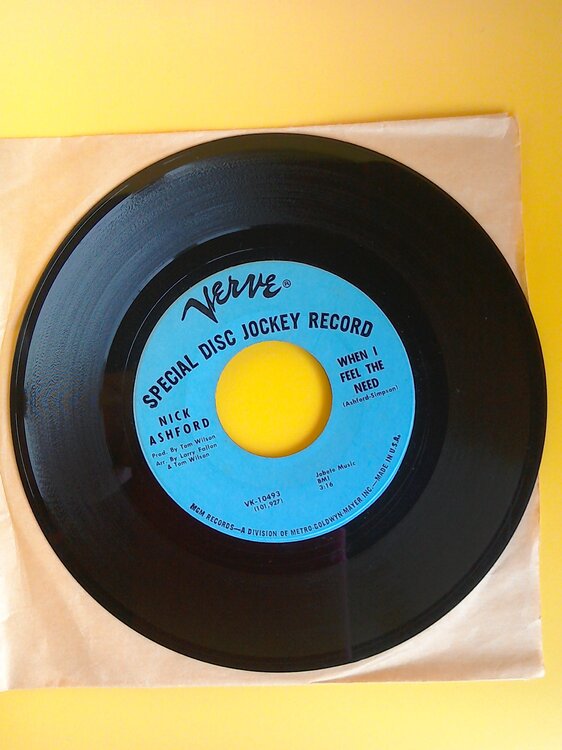 VERVE®
SPECIAL DISC JOCKEY RECORD
NICK
ASHFORD
Prod. By Tom Wilson
Arr. By Larry Fallon
& Tom Wilson
WHEN I
FEEL THE
NEED
(Ashford-Simpson)
Jobete Music
BMI
3:16
VK-10493
(101,927)
MGM RECORDS—A DIVISION OF METRO-GOLDWYN-MAYER, INC.—MADE IN U.S.A.